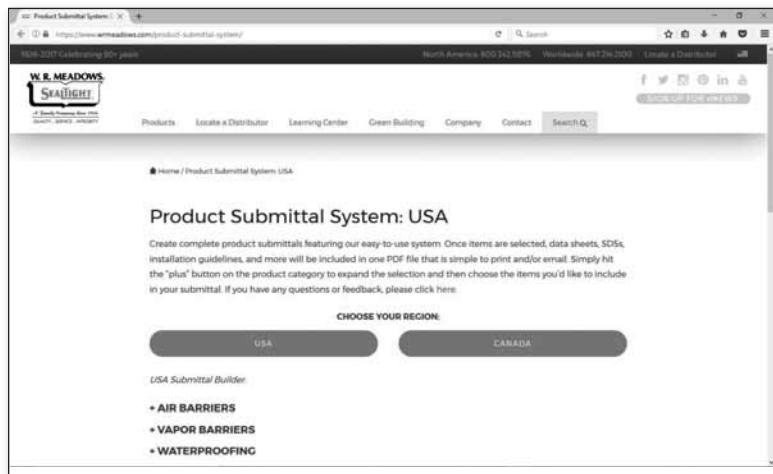 Product Submittal System: |
https://www.wrmeadows.com/product-submittal-system/
Search
1926-2017 Celebrating 90+ years
North America: 800.342.5976 Worldwide: 847.214.2100 Locate a Distributor
W. R. MEADOWS.
SEALTIGHT
A Family Business Since 1926
QUALITY . SERVICE . INTEGRITY
SIGN UP FOR eNEWS
Products Locate a Distributor Learning Center Green Building Company Contact Search
Home / Product Submittal System: USA
Product Submittal System: USA
Create complete product submittals featuring our easy-to-use system. Once items are selected, data sheets, SDSs,
installation guidelines, and more will be included in one PDF file that is simple to print and/or email. Simply hit
the "plus" button on the product category to expand the selection and then choose the items you'd like to include
in your submittal. If you have any questions or feedback, please click here.
CHOOSE YOUR REGION:
USA CANADA
USA Submittal Builder:
+ AIR BARRIERS
+ VAPOR BARRIERS
+ WATERPROOFING